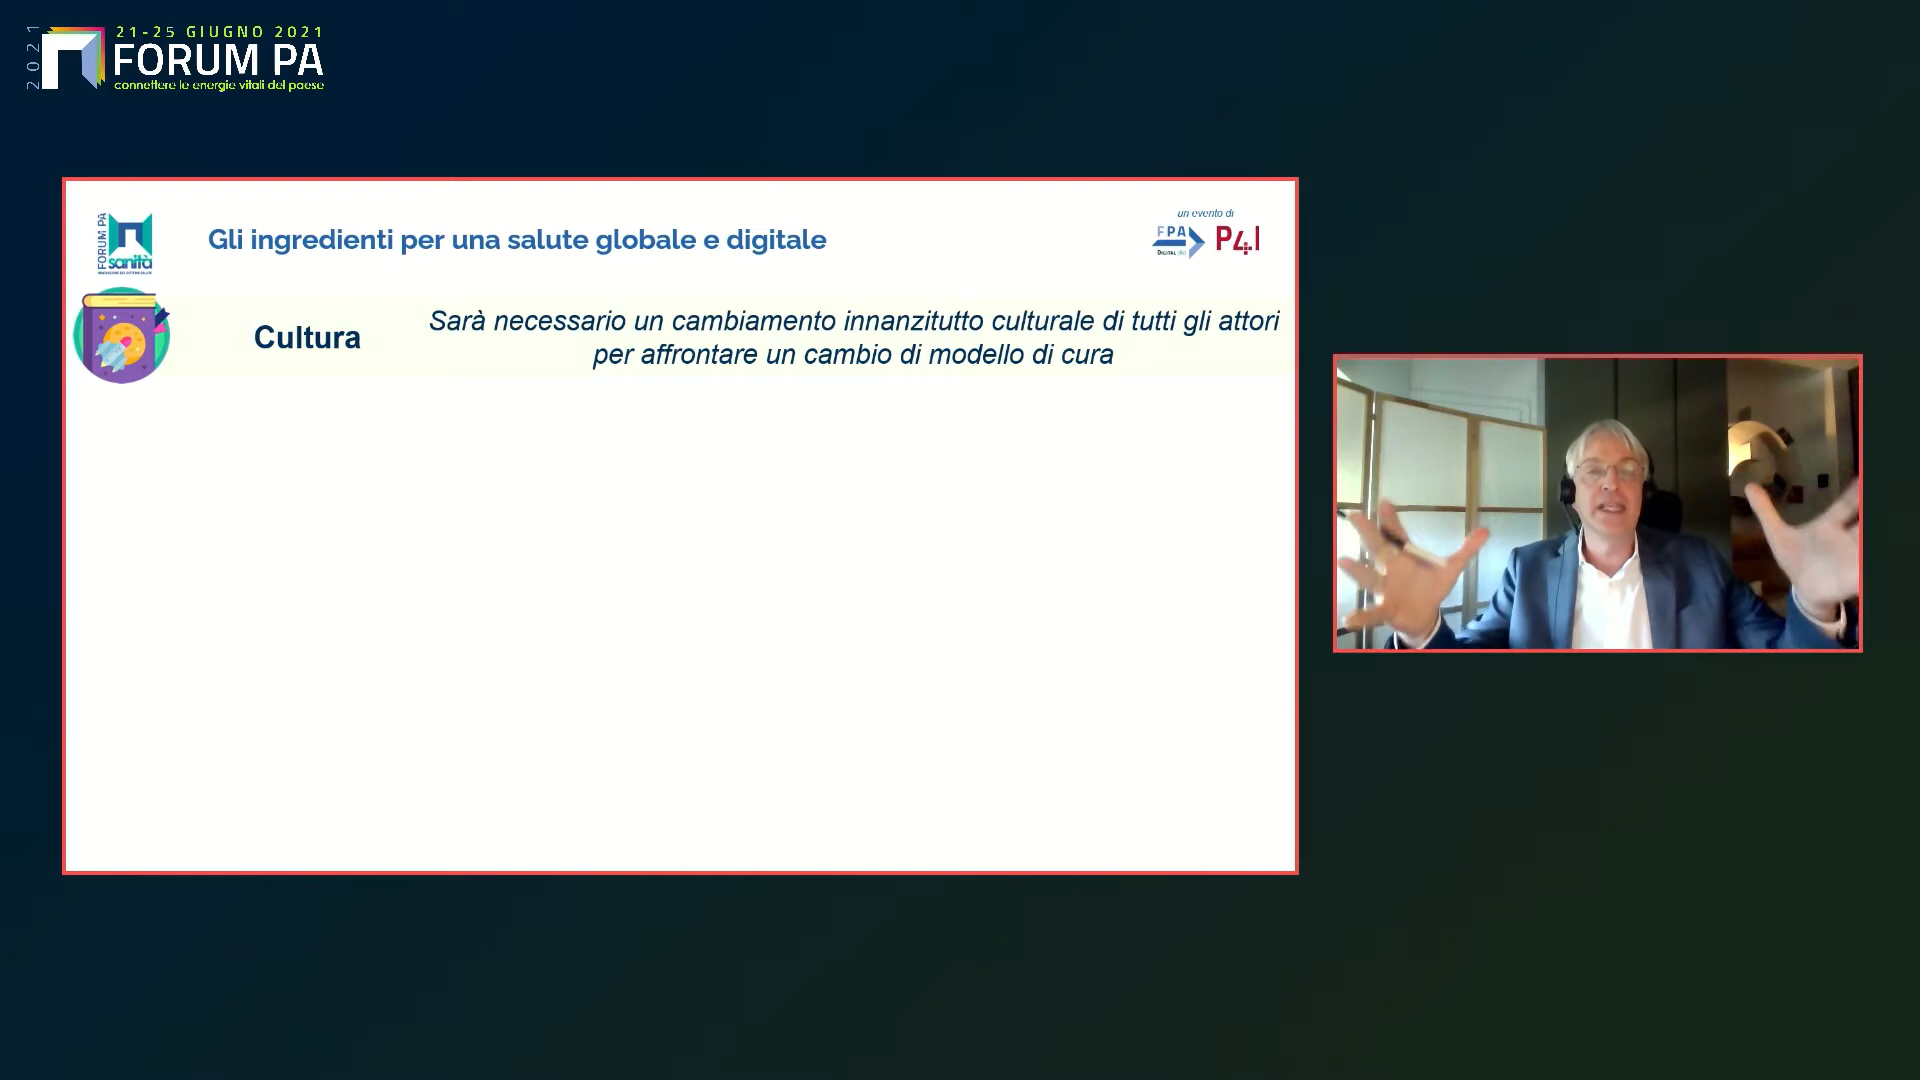 2021
21-25 GIUGNO 2021
FORUM PA
connettere le energie vitali del paese
FORUM PA
sanità
Gli ingredienti per una salute globale e digitale
un evento di
FPA
DIGITAL360
P4I
Cultura
Sarà necessario un cambiamento innanzitutto culturale di tutti gli attori
per affrontare un cambio di modello di cura